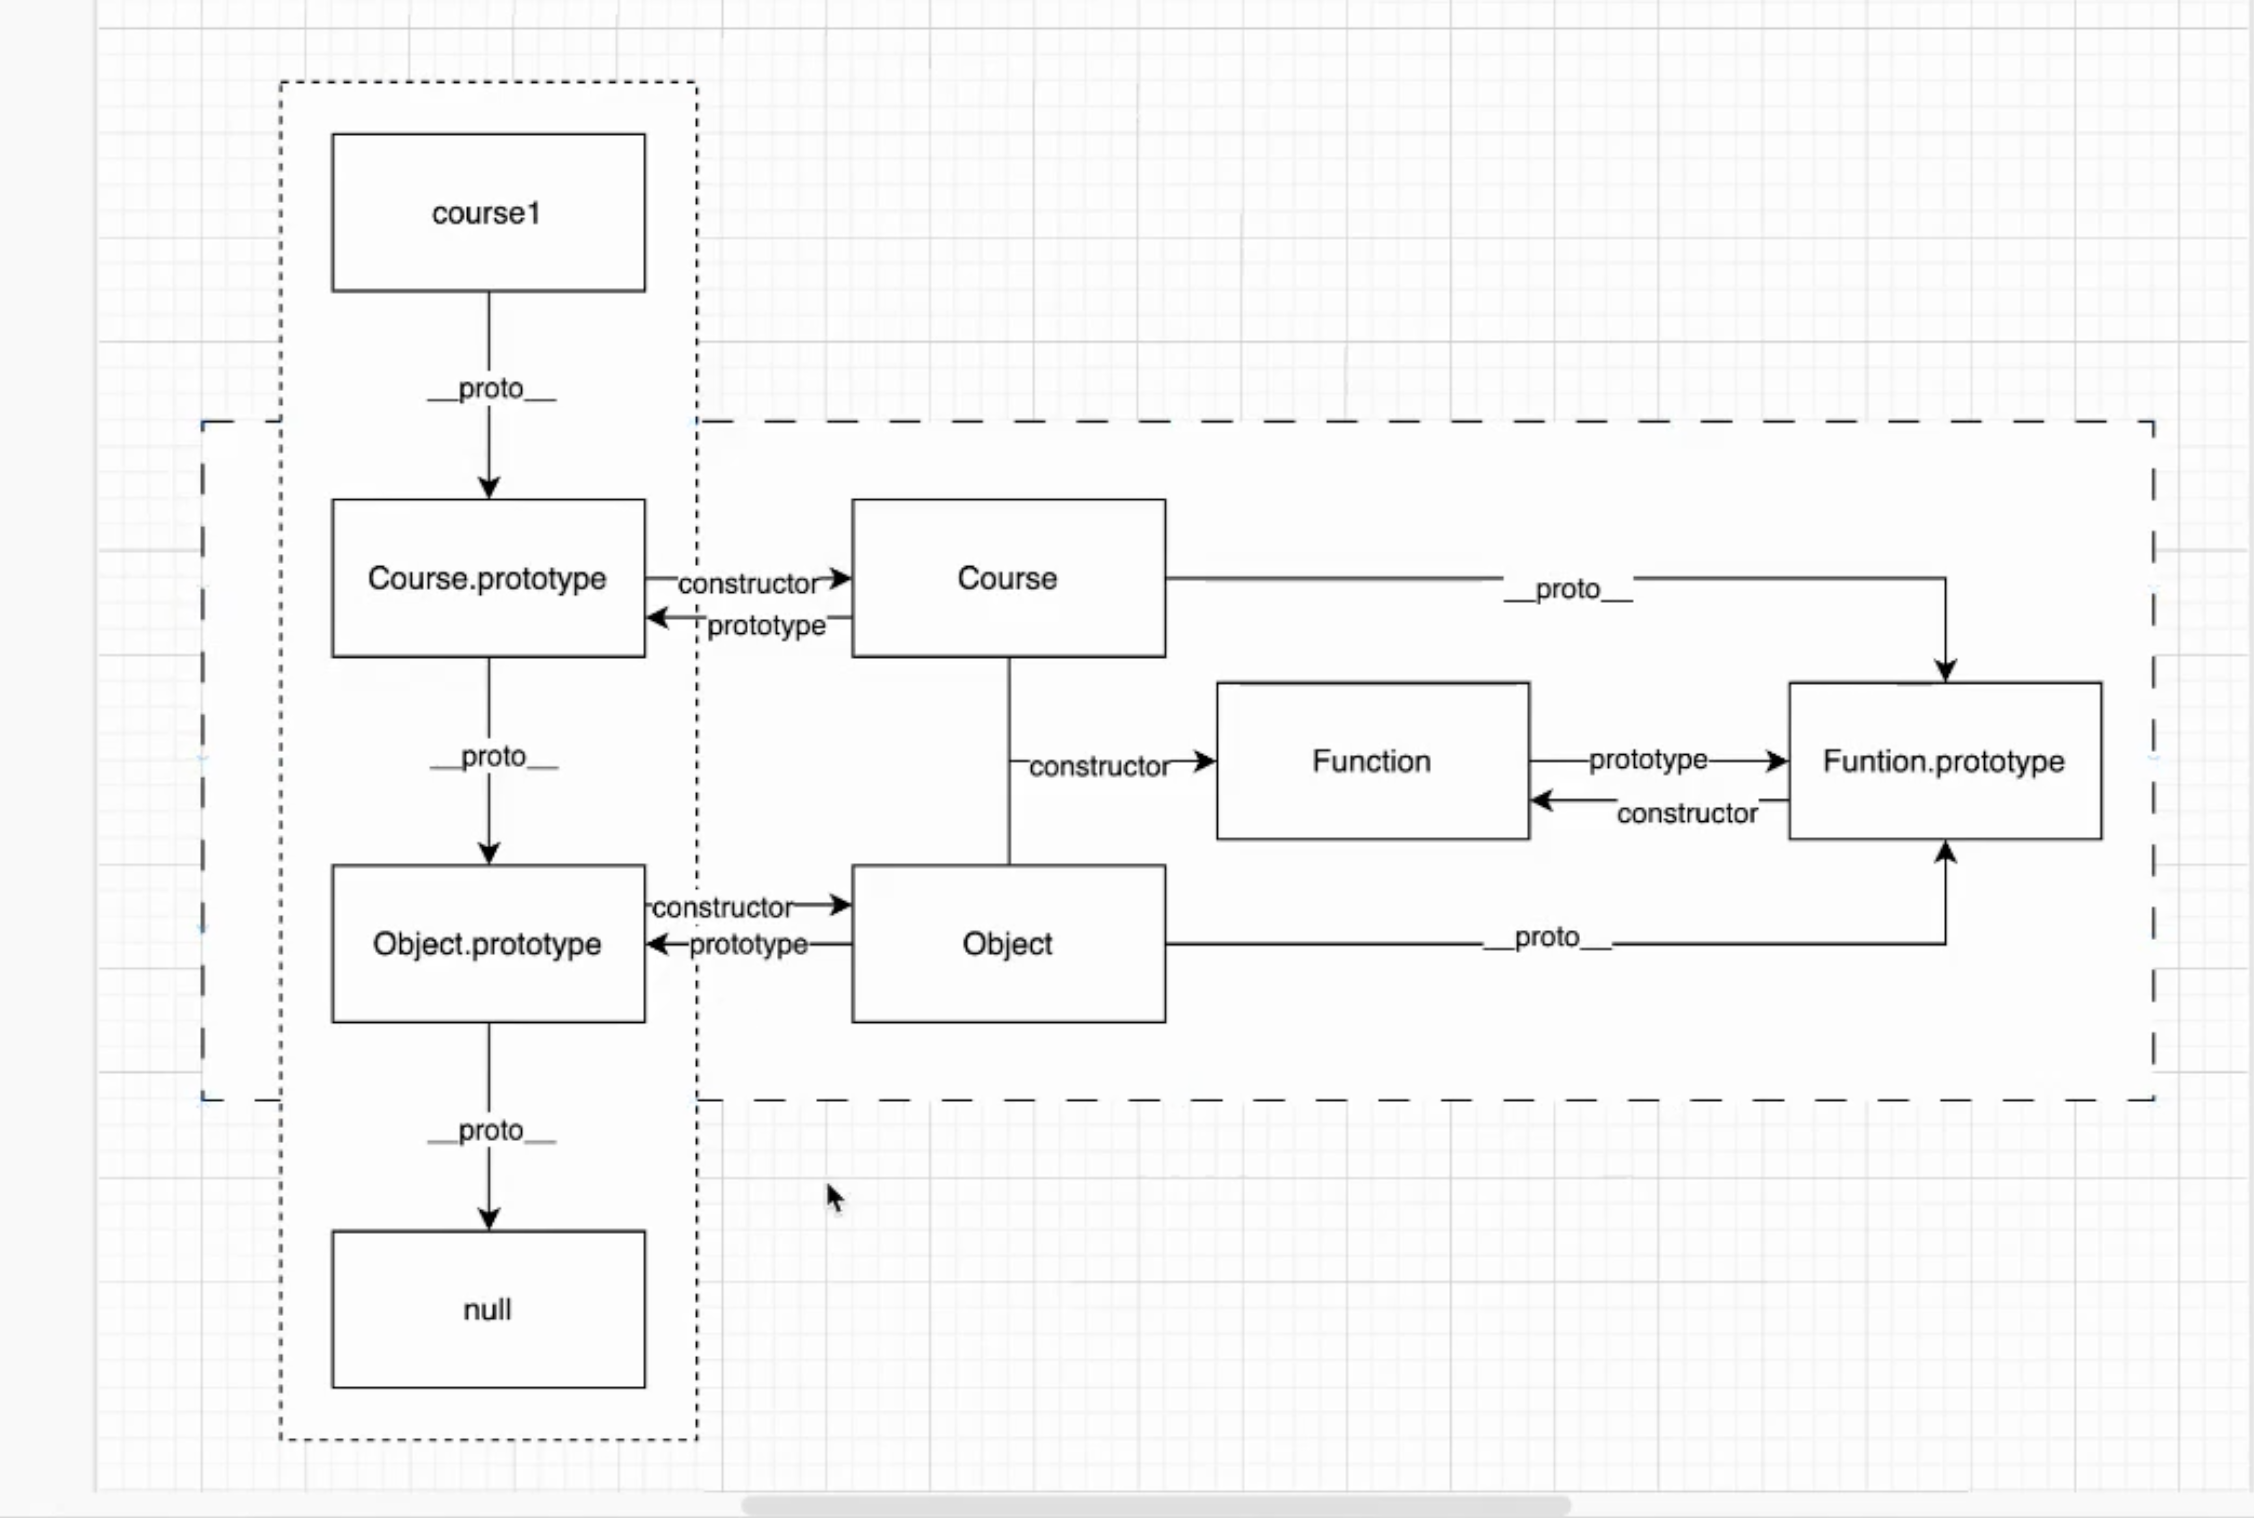 course1
__proto__
Course.prototype
constructor
prototype
Course
__proto__
__proto__
constructor
Function
prototype
constructor
Funtion.prototype
Object.prototype
constructor
prototype
Object
__proto__
__proto__
null